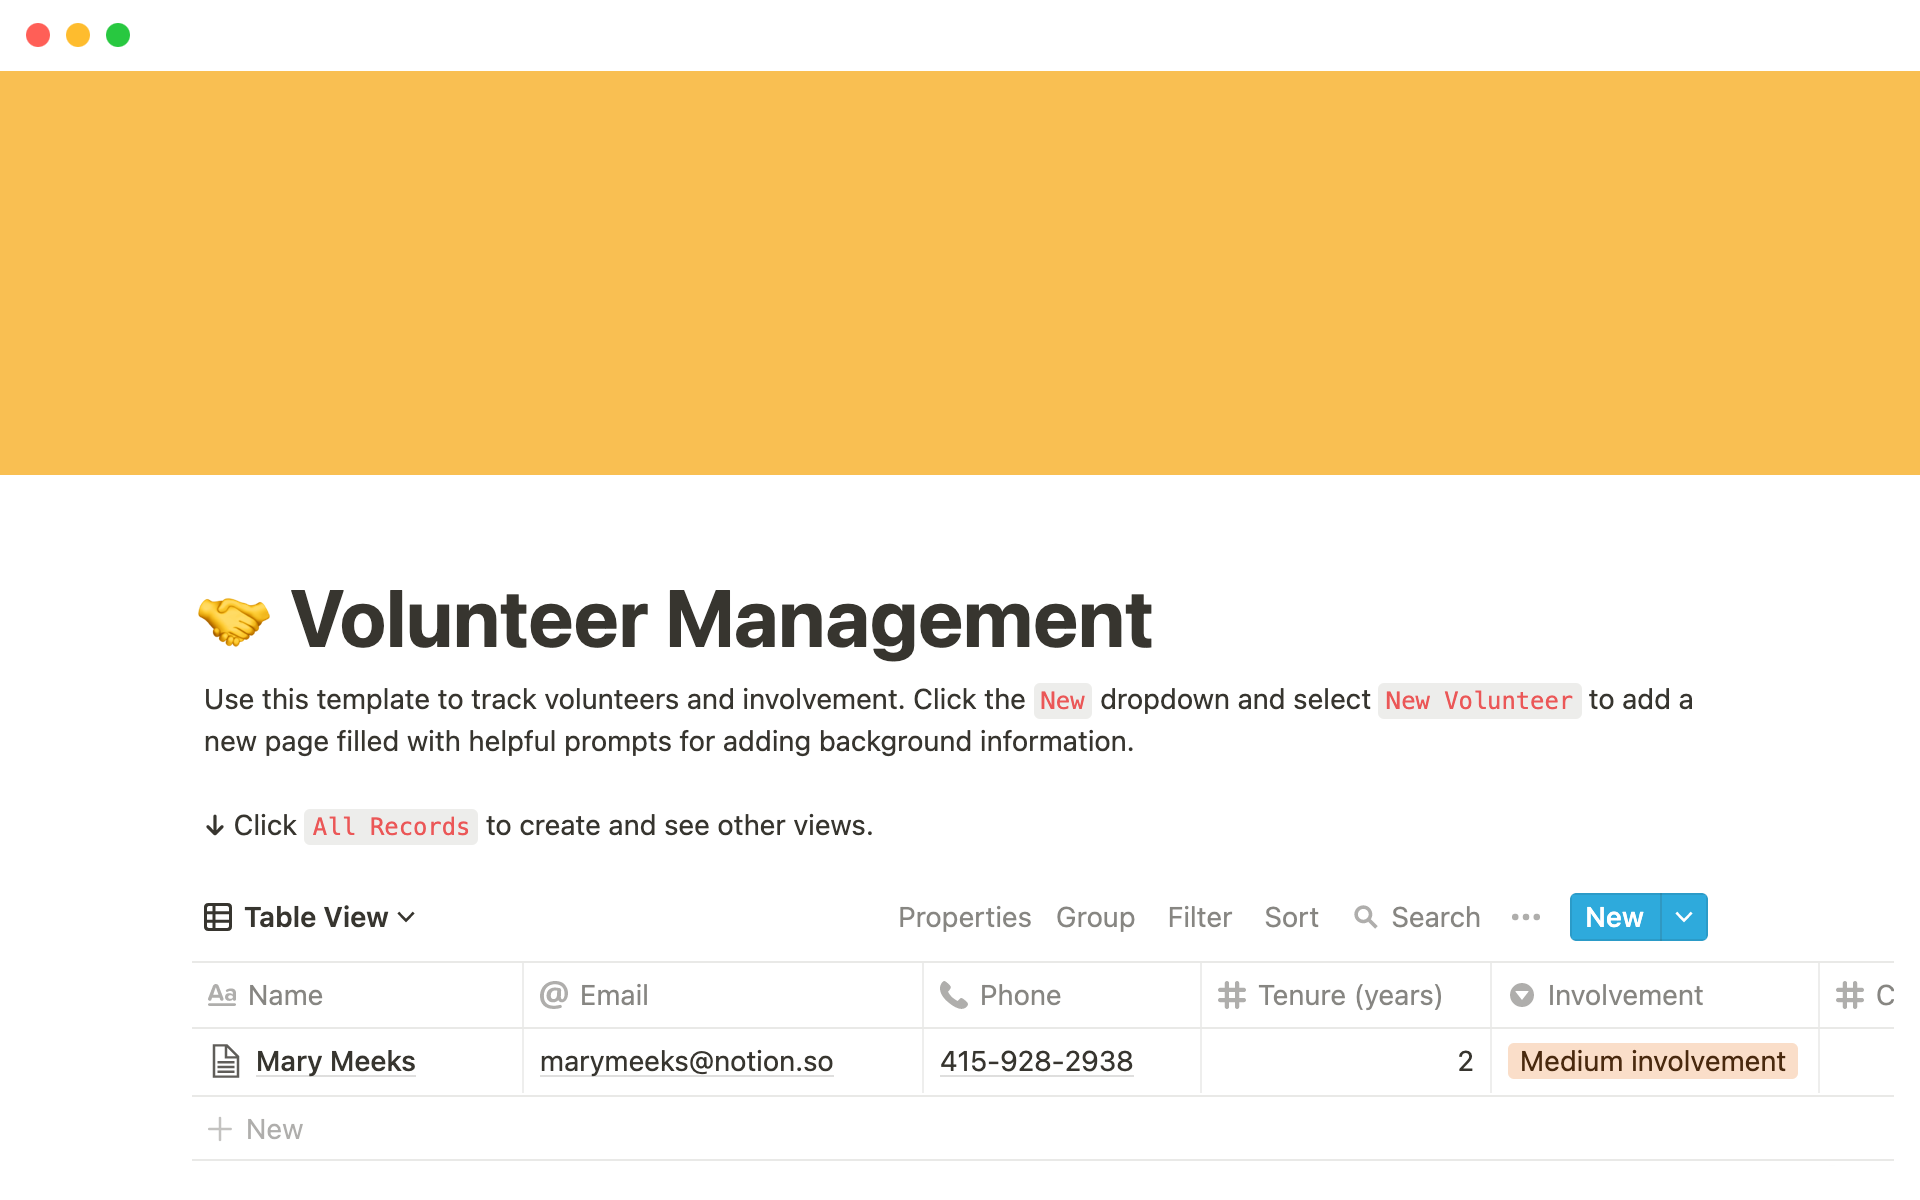 Volunteer Management
Use this template to track volunteers and involvement. Click the New dropdown and select New Volunteer to add a
new page filled with helpful prompts for adding background information.
↓ Click All Records to create and see other views.
Table View Properties Group Filter Sort Search ••• New
Aa Name @ Email Phone # Tenure (years) Involvement # C
Mary Meeks marymeeks@notion.so 415-928-2938 2 Medium involvement
+ New